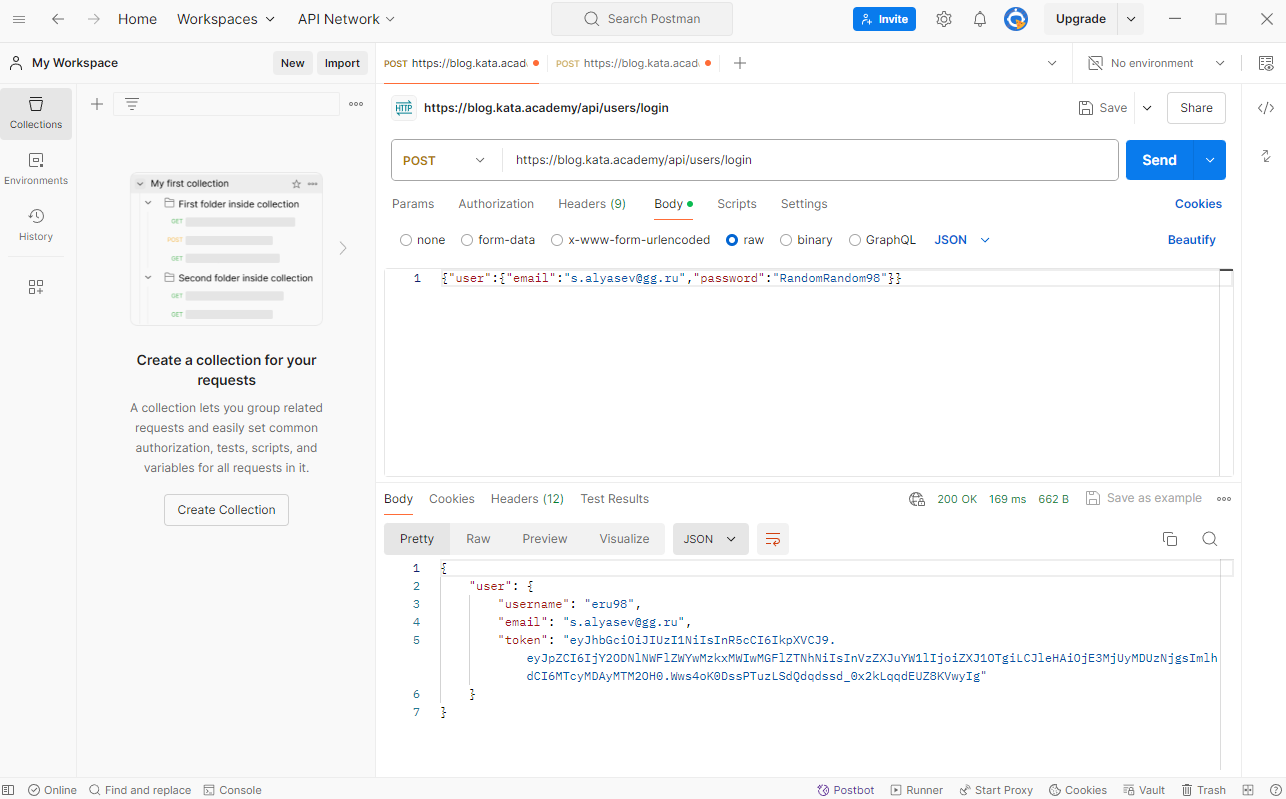 Home Workspaces API Network Search Postman Invite Upgrade
My Workspace New Import
POST https://blog.kata.acad POST https://blog.kata.acad No environment
Collections
Environments
History
My first collection
First folder inside collection
GET
POST
GET
Second folder inside collection
GET
GET
Create a collection for your
requests
A collection lets you group related
requests and easily set common
authorization, tests, scripts, and
variables for all requests in it.
Create Collection
HTTP https://blog.kata.academy/api/users/login Save Share
POST https://blog.kata.academy/api/users/login Send
Params Authorization Headers (9) Body Scripts Settings Cookies
none form-data x-www-form-urlencoded raw binary GraphQL JSON Beautify
1 {"user":{"email":"s.alyasev@gg.ru","password":"RandomRandom98"}}
Body Cookies Headers (12) Test Results 200 OK 169 ms 662 B Save as example
Pretty Raw Preview Visualize JSON
1 {
2 "user": {
3 "username": "eru98",
4 "email": "s.alyasev@gg.ru",
5 "token": "eyJhbGciOiJIUzI1NiIsInR5cCI6IkpXVCJ9.
eyJpZCI6IjY2ODNlNWFlZWYwMzkxMWIwMGFlZTNhNiIsInVzZXJuYW1lIjoiZXJ1OTgiLCJleHAiOjE3MjUyMDUzNjgsImlh
dCI6MTcyMDAyMTM2OH0.Wws4oK0DssPTuzLSdQdqdssd_0x2kLqqdEUZ8KVwyIg"
6 }
7 }
Online Find and replace Console Postbot Runner Start Proxy Cookies Vault Trash